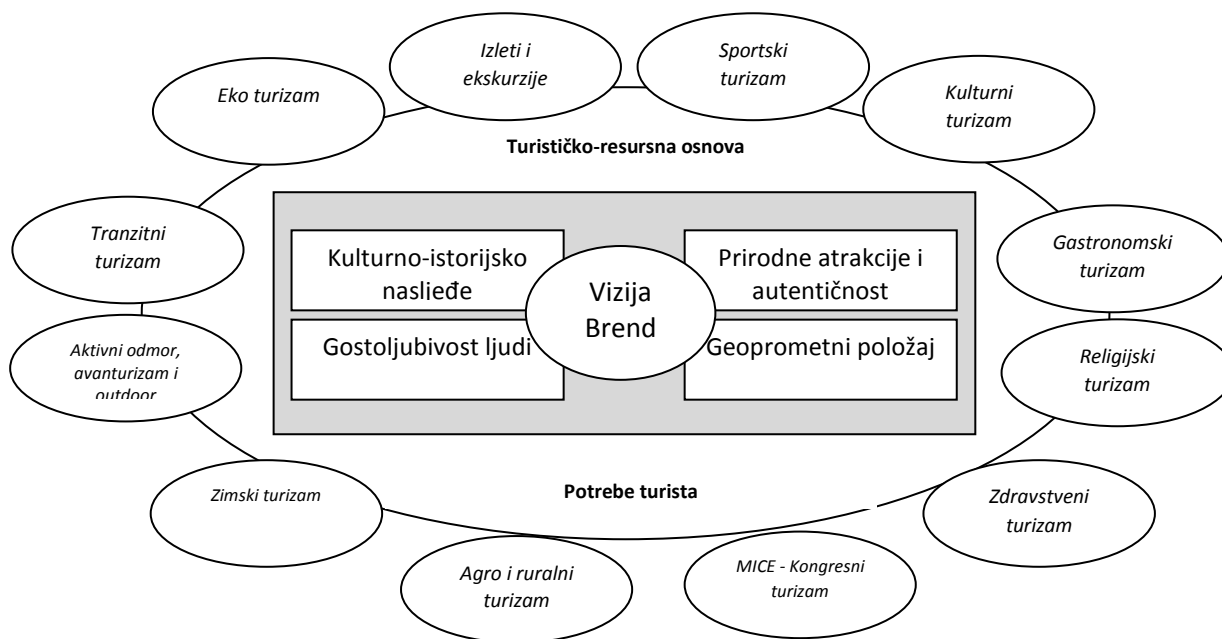 Izleti i
ekskurzije
Sportski
turizam
Eko turizam
Kulturni
turizam
Turističko-resursna osnova
Tranzitni
turizam
Kulturno-istorijsko
nasljeđe
Vizija
Brend
Prirodne atrakcije i
autentičnost
Gastronomski
turizam
Aktivni odmor,
avanturizam i
outdoor
Gostoljubivost ljudi
Geoprometni položaj
Religijski
turizam
Zimski turizam
Potrebe turista
Zdravstveni
turizam
Agro i ruralni
turizam
MICE - Kongresni
turizam